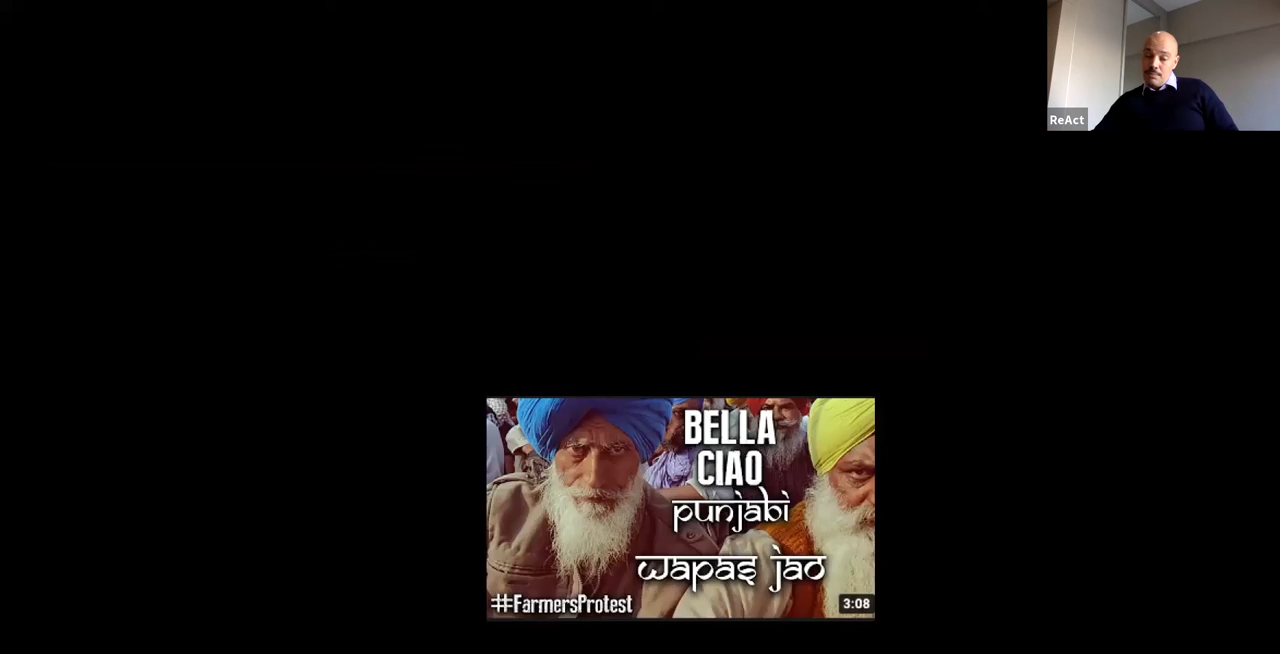 ReAct
BELLA
CIAO
punjabi
wapas jao
#FarmersProtest
3:08